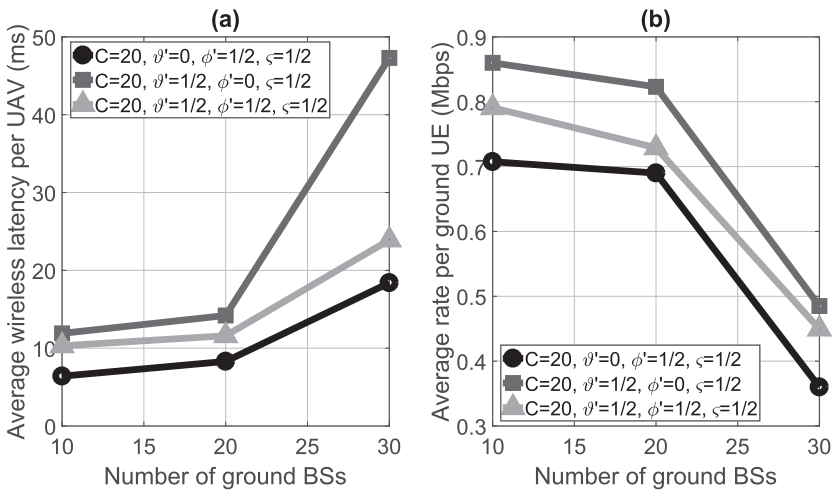 (a)
Average wireless latency per UAV (ms)
50
40
30
20
10
0
C=20, ϑ'=0, ϕ'=1/2, ς=1/2
C=20, ϑ'=1/2, ϕ'=0, ς=1/2
C=20, ϑ'=1/2, ϕ'=1/2, ς=1/2
10 15 20 25 30
Number of ground BSs
(b)
Average rate per ground UE (Mbps)
0.9
0.8
0.7
0.6
0.5
0.4
0.3
C=20, ϑ'=0, ϕ'=1/2, ς=1/2
C=20, ϑ'=1/2, ϕ'=0, ς=1/2
C=20, ϑ'=1/2, ϕ'=1/2, ς=1/2
10 15 20 25 30
Number of ground BSs